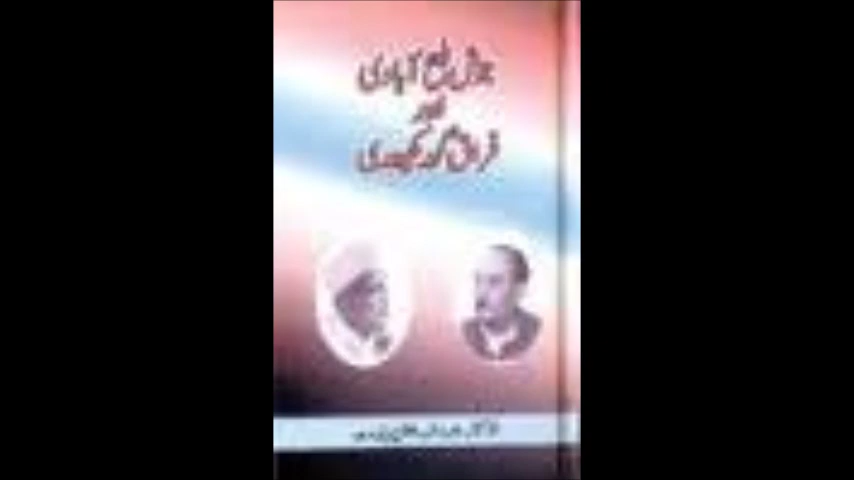 جوش ملیح آبادی
اور
فراق گورکھپوری